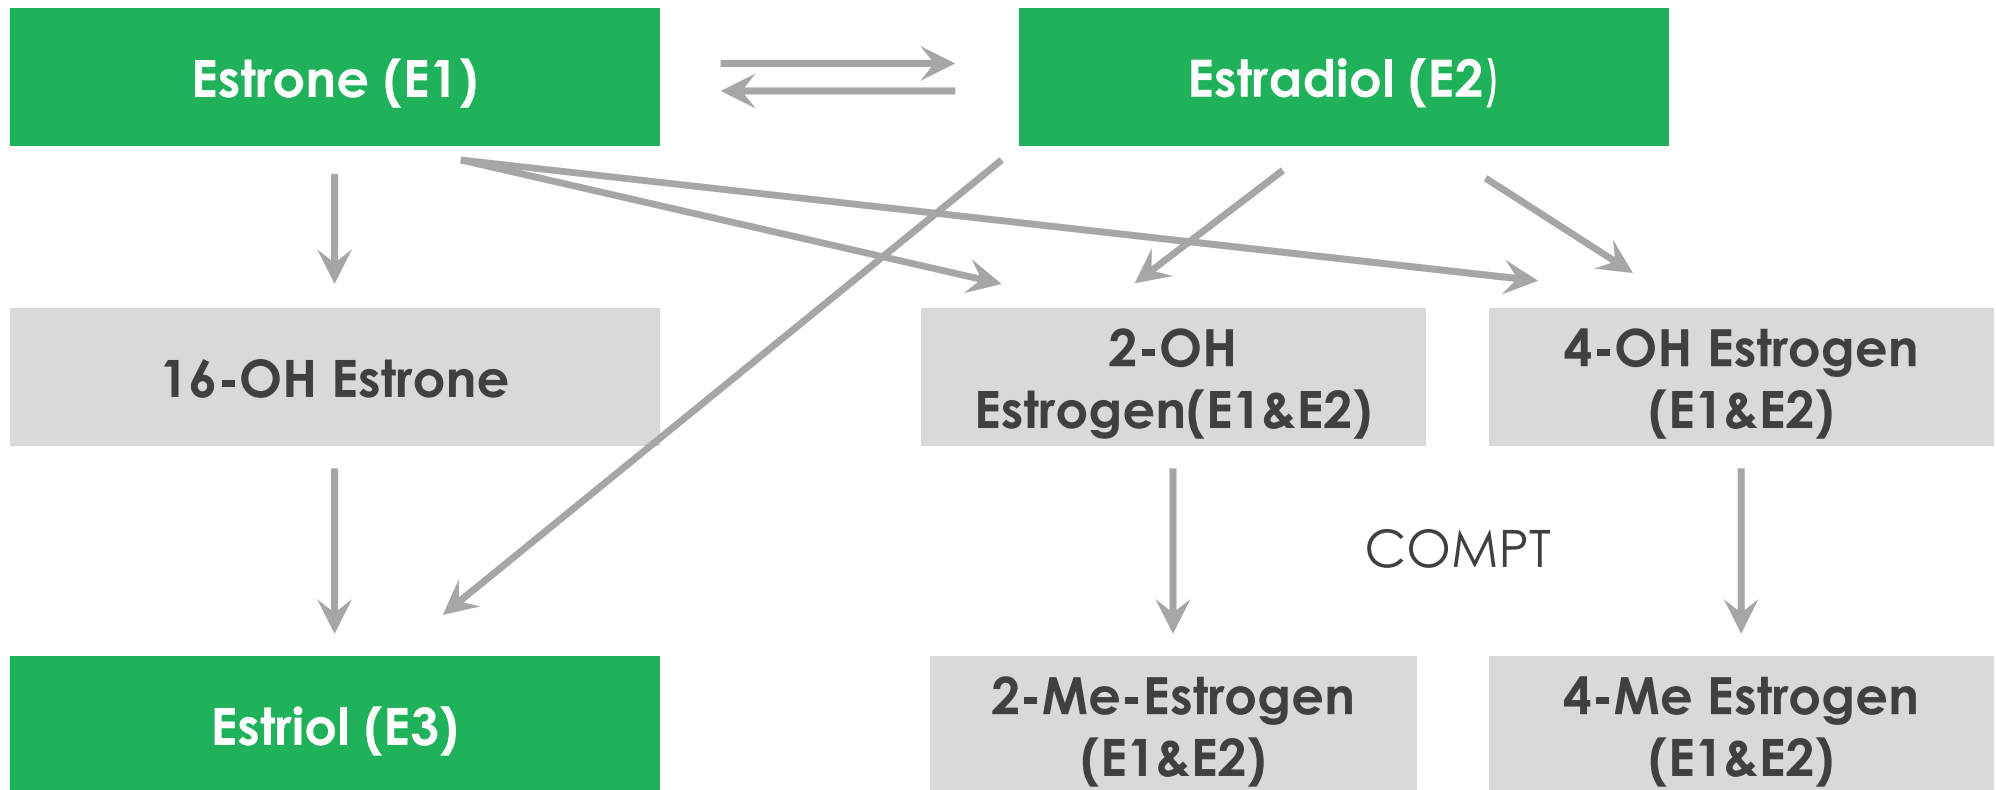 Estrone (E1)
Estradiol (E2)
16-OH Estrone
2-OH
Estrogen(E1&E2)
4-OH Estrogen
(E1&E2)
COMPT
Estriol (E3)
2-Me-Estrogen
(E1&E2)
4-Me Estrogen
(E1&E2)